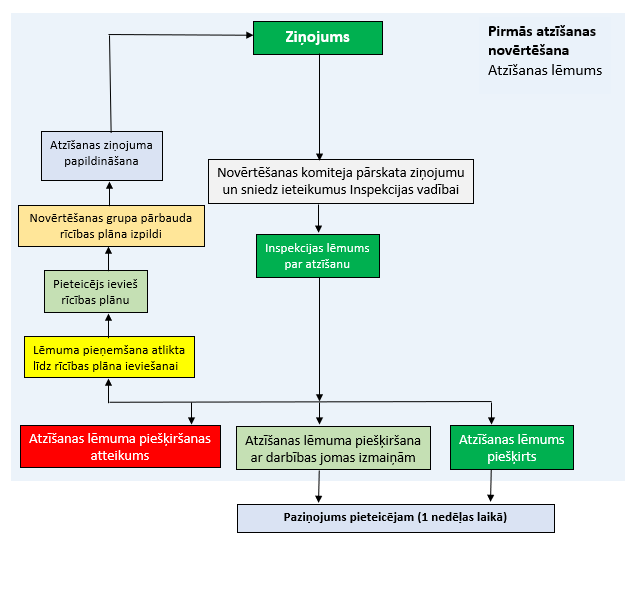 Ziņojums
Pirmās atzīšanas
novērtēšana
Atzīšanas lēmums
Atzīšanas ziņojuma
papildināšana
Novērtēšanas komiteja pārskata ziņojumu
un sniedz ieteikumus Inspekcijas vadībai
Novērtēšanas grupa pārbauda
rīcības plāna izpildi
Inspekcijas lēmums
par atzīšanu
Pieteicējs ievieš
rīcības plānu
Lēmuma pieņemšana atlikta
līdz rīcības plāna ieviešanai
Atzīšanas lēmuma piešķiršanas
atteikums
Atzīšanas lēmuma piešķiršana
ar darbības jomas izmaiņām
Atzīšanas lēmums
piešķirts
Paziņojums pieteicējam (1 nedēļas laikā)